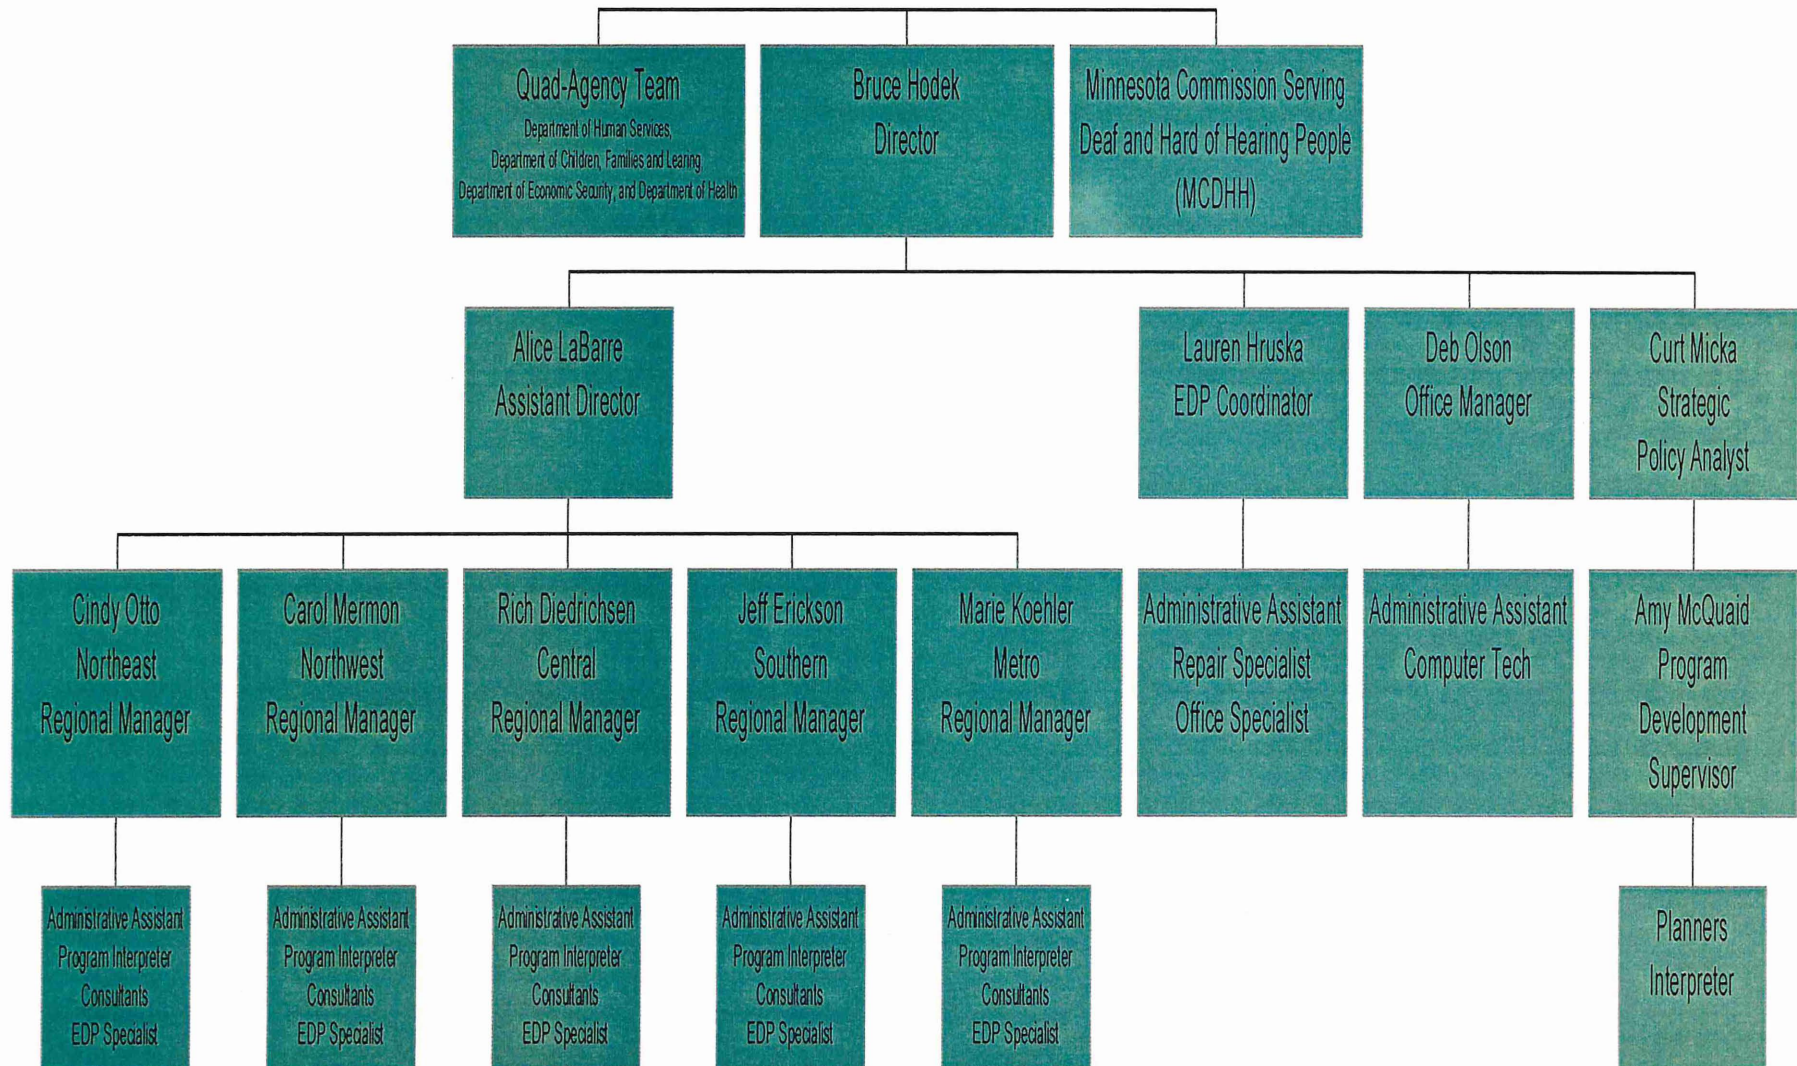 Quad-Agency Team
Department of Human Services,
Department of Children, Families and Learing,
Department of Economic Security, and Department of Health
Bruce Hodek
Director
Minnesota Commission Serving
Deaf and Hard of Hearing People
(MCDHH)
Alice LaBarre
Assistant Director
Lauren Hruska
EDP Coordinator
Deb Olson
Office Manager
Curt Micka
Strategic
Policy Analyst
Cindy Otto
Northeast
Regional Manager
Carol Mermon
Northwest
Regional Manager
Rich Diedrichsen
Central
Regional Manager
Jeff Erickson
Southern
Regional Manager
Marie Koehler
Metro
Regional Manager
Administrative Assistant
Repair Specialist
Office Specialist
Administrative Assistant
Computer Tech
Amy McQuaid
Program
Development
Supervisor
Administrative Assistant
Program Interpreter
Consultants
EDP Specialist
Administrative Assistant
Program Interpreter
Consultants
EDP Specialist
Administrative Assistant
Program Interpreter
Consultants
EDP Specialist
Administrative Assistant
Program Interpreter
Consultants
EDP Specialist
Administrative Assistant
Program Interpreter
Consultants
EDP Specialist
Planners
Interpreter